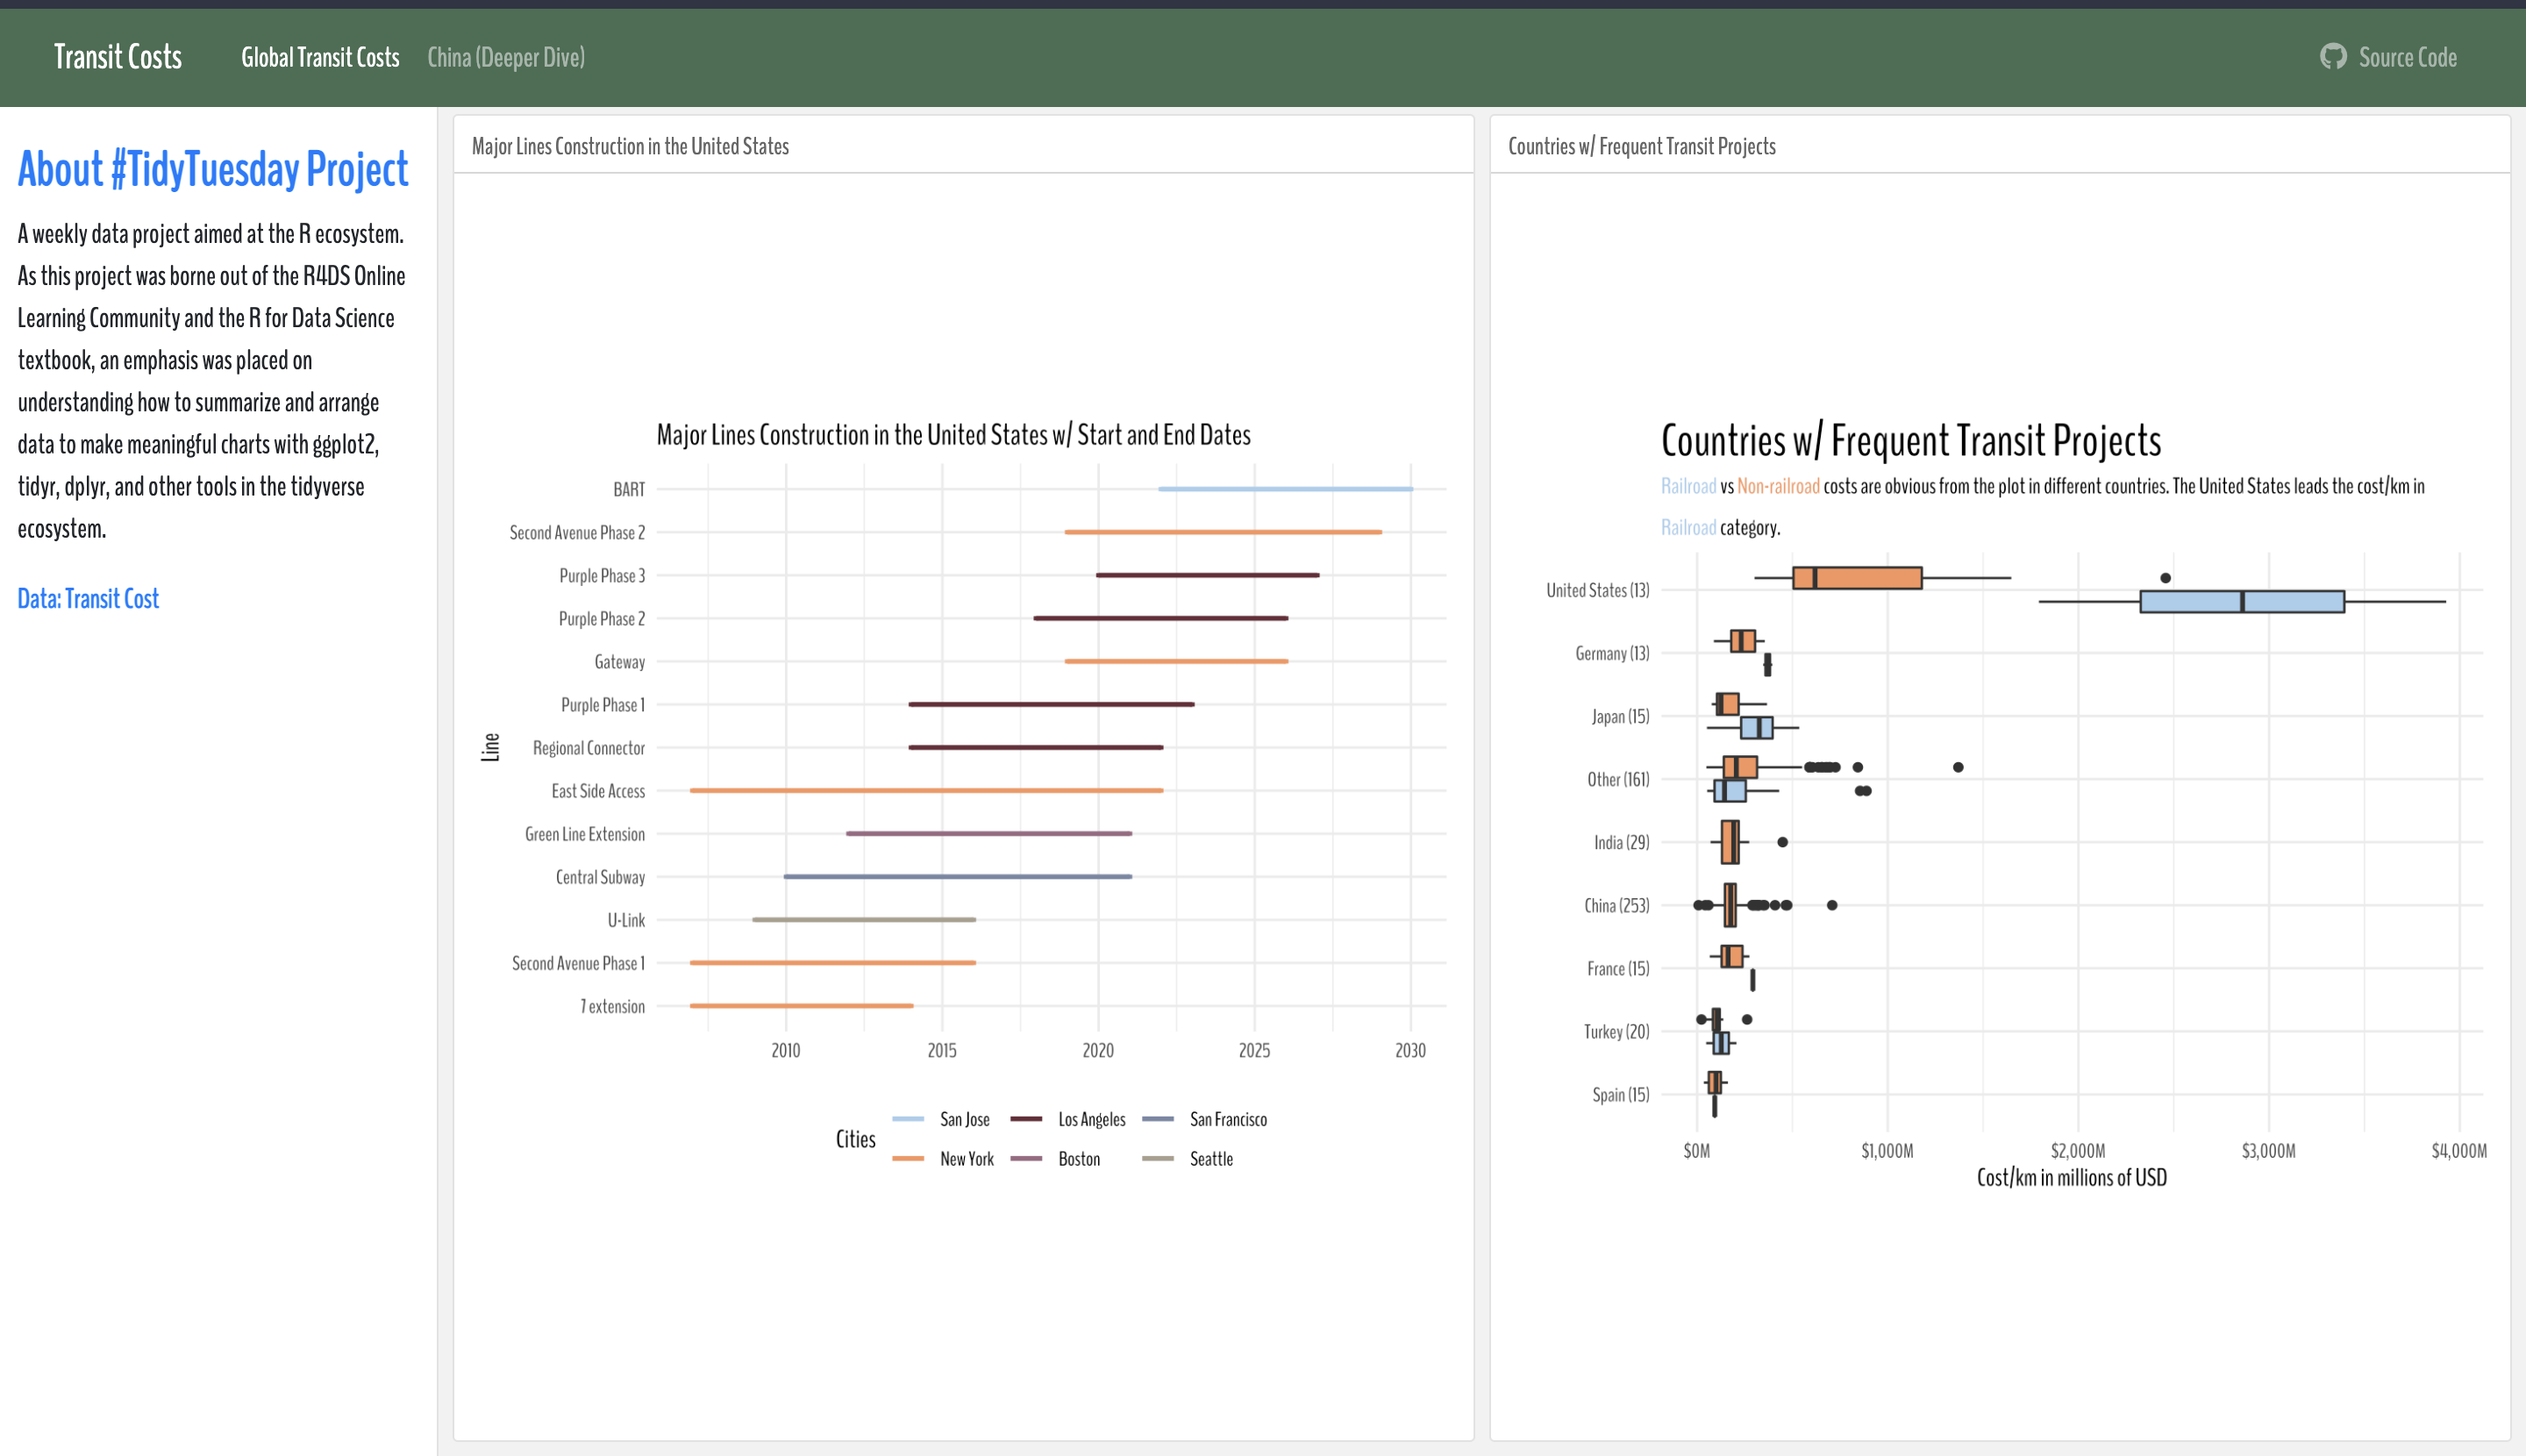 Transit Costs
Global Transit Costs
China (Deeper Dive)
Source Code
About #TidyTuesday Project
A weekly data project aimed at the R ecosystem.
As this project was borne out of the R4DS Online
Learning Community and the R for Data Science
textbook, an emphasis was placed on
understanding how to summarize and arrange
data to make meaningful charts with ggplot2,
tidyr, dplyr, and other tools in the tidyverse
ecosystem.
Data: Transit Cost
Major Lines Construction in the United States
Major Lines Construction in the United States w/ Start and End Dates
Line
BART
Second Avenue Phase 2
Purple Phase 3
Purple Phase 2
Gateway
Purple Phase 1
Regional Connector
East Side Access
Green Line Extension
Central Subway
U-Link
Second Avenue Phase 1
7 extension
2010 2015 2020 2025 2030
Cities
San Jose Los Angeles San Francisco
New York Boston Seattle
Countries w/ Frequent Transit Projects
Countries w/ Frequent Transit Projects
Railroad vs Non-railroad costs are obvious from the plot in different countries. The United States leads the cost/km in
Railroad category.
United States (13)
Germany (13)
Japan (15)
Other (161)
India (29)
China (253)
France (15)
Turkey (20)
Spain (15)
$0M $1,000M $2,000M $3,000M $4,000M
Cost/km in millions of USD